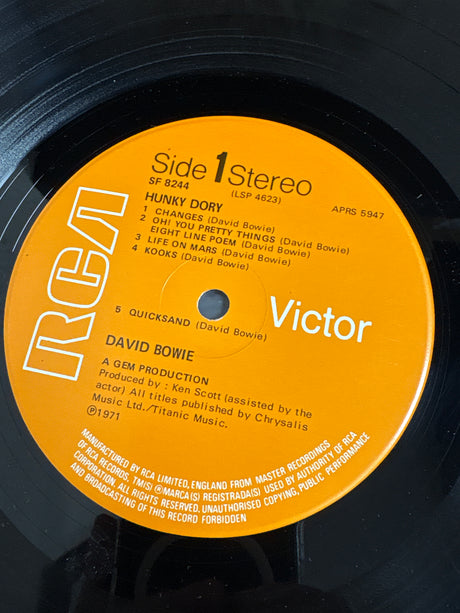 RCA
Side 1 Stereo
SF 8244
(LSP 4623)
APRS 5947
HUNKY DORY
1 CHANGES (David Bowie)
2 OH! YOU PRETTY THINGS (David Bowie)
EIGHT LINE POEM (David Bowie)
3 LIFE ON MARS (David Bowie)
4 KOOKS (David Bowie)
5 QUICKSAND (David Bowie)
Victor
DAVID BOWIE
A GEM PRODUCTION
Produced by : Ken Scott (assisted by the
actor) All titles published by Chrysalis
Music Ltd./Titanic Music.
Ⓟ1971
MANUFACTURED BY RCA LIMITED, ENGLAND FROM MASTER RECORDINGS
OF RCA RECORDS. TM(S) ® MARCA(S) REGISTRADA(S) USED BY AUTHORITY OF RCA
CORPORATION. ALL RIGHTS RESERVED. UNAUTHORISED COPYING, PUBLIC PERFORMANCE
AND BROADCASTING OF THIS RECORD FORBIDDEN